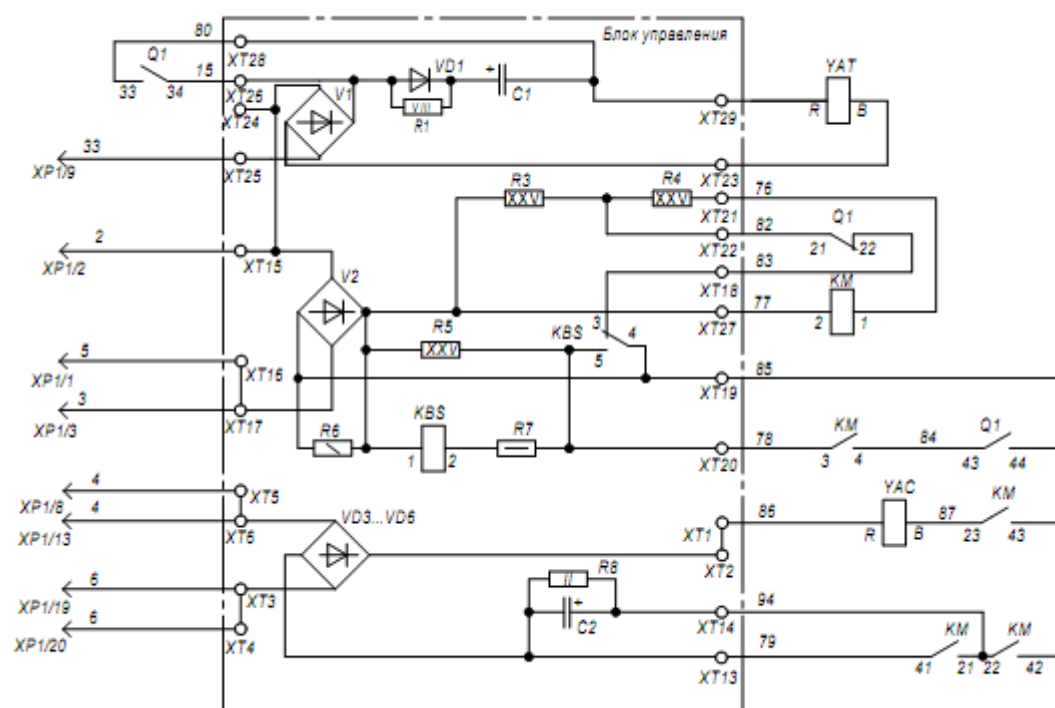 Блок управления
80
Q1
XT28
15
33
34
XT26
XT24
V1
VD1
R1
+
C1
XT29
YAT
R
B
33
XP1/9
XT25
XT23
R3
XXV
R4
XXV
76
XT21
82
Q1
XT22
21
22
2
XP1/2
XT15
V2
83
XT18
KM
77
XT27
2
1
R5
XXV
KBS
3
4
5
5
XP1/1
XT16
85
XT19
3
XP1/3
XT17
R6
KBS
1
2
R7
78
XT20
KM
3
4
84
Q1
43
44
4
XP1/8
XT5
4
XP1/13
XT6
VD3...VD6
86
XT1
YAC
R
B
87
KM
23
43
XT2
6
XP1/19
XT3
R8
+
C2
94
XT14
6
XP1/20
XT4
79
XT13
KM
41
21
KM
22
42